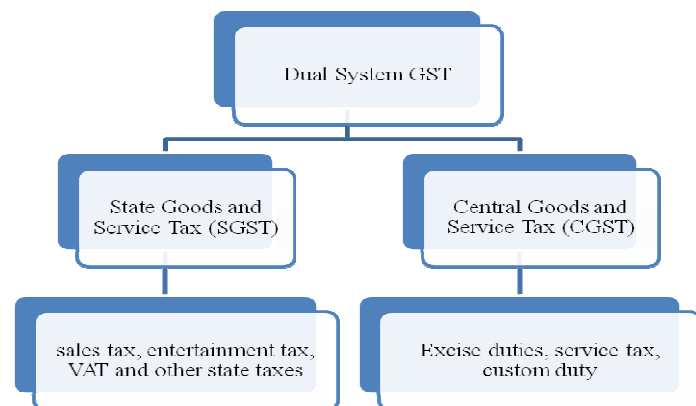 Dual System GST
State Goods and
Service Tax (SGST)
Central Goods and
Service Tax (CGST)
sales tax, entertainment tax,
VAT and other state taxes
Excise duties, service tax,
custom duty